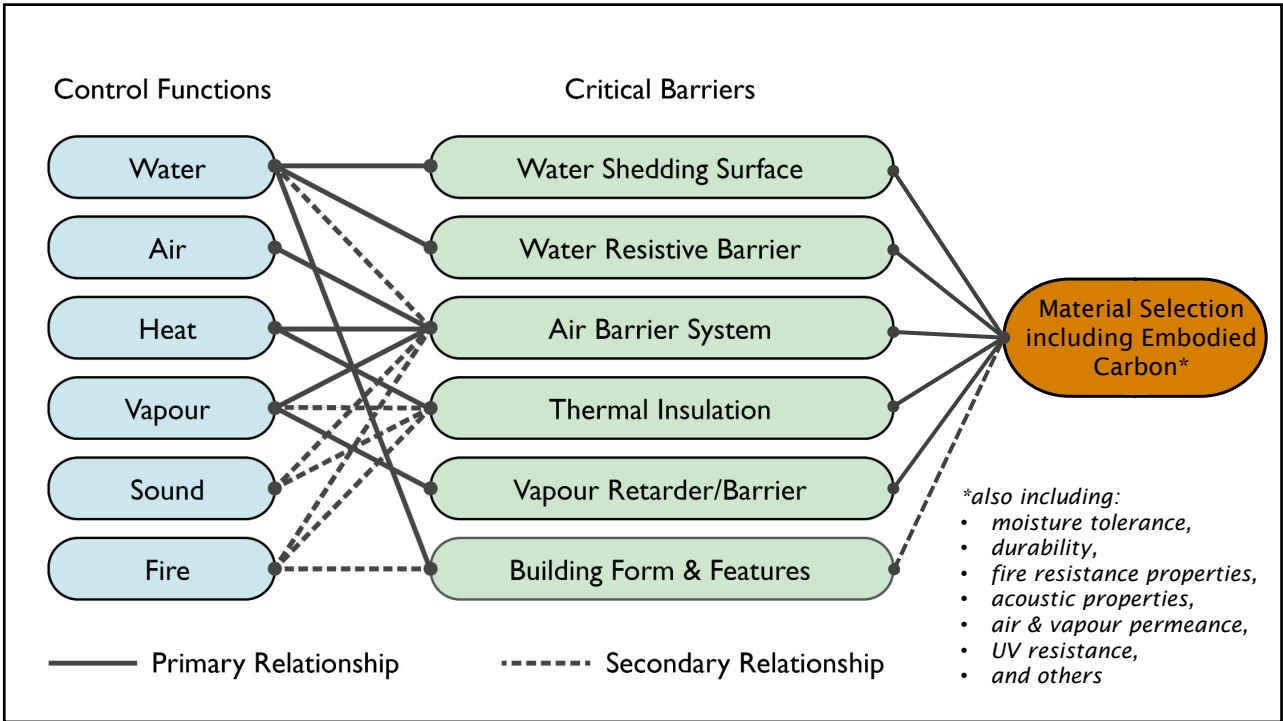 Control Functions
Critical Barriers
Water
Water Shedding Surface
Air
Water Resistive Barrier
Heat
Air Barrier System
Vapour
Thermal Insulation
Sound
Vapour Retarder/Barrier
Fire
Building Form & Features
Material Selection
including Embodied
Carbon*
*also including:
• moisture tolerance,
• durability,
• fire resistance properties,
• acoustic properties,
• air & vapour permeance,
• UV resistance,
• and others
Primary Relationship
Secondary Relationship